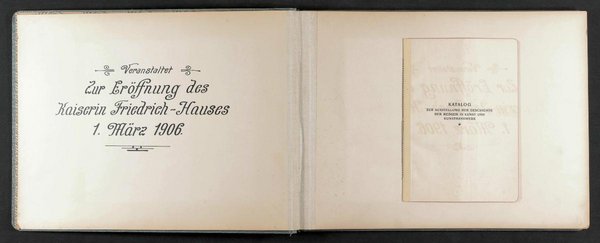 Veranstaltet
Zur Eröffnung des
Kaiserin Friedrich-Hauses
1. März 1906
KATALOG
ZUR AUSSTELLUNG DER GESCHICHTE
DER MEDIZIN IN KUNST UND
KUNSTHANDWERK